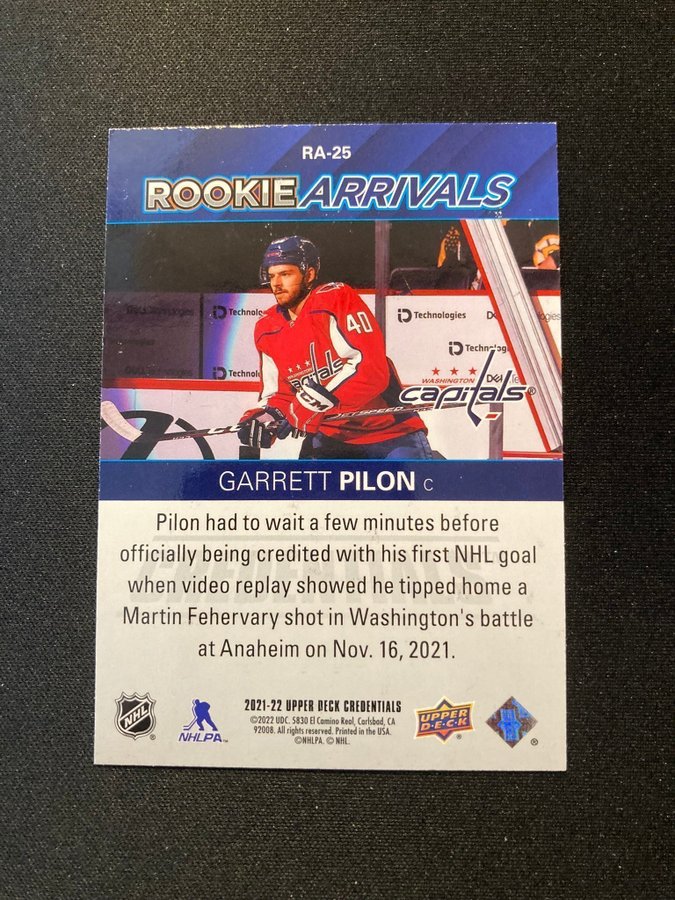 RA-25
ROOKIE ARRIVALS
Technologies
Technologies
40
WASHINGTON
capitals®
JETSPEED
CCM
GARRETT PILON C
Pilon had to wait a few minutes before
officially being credited with his first NHL goal
when video replay showed he tipped home a
Martin Fehervary shot in Washington's battle
at Anaheim on Nov. 16, 2021.
NHL
NHLPA
2021-22 UPPER DECK CREDENTIALS
©2022 UDC. 5830 El Camino Real, Carlsbad, CA
92008. All rights reserved. Printed in the USA.
©NHLPA. © NHL.
UPPER
DECK